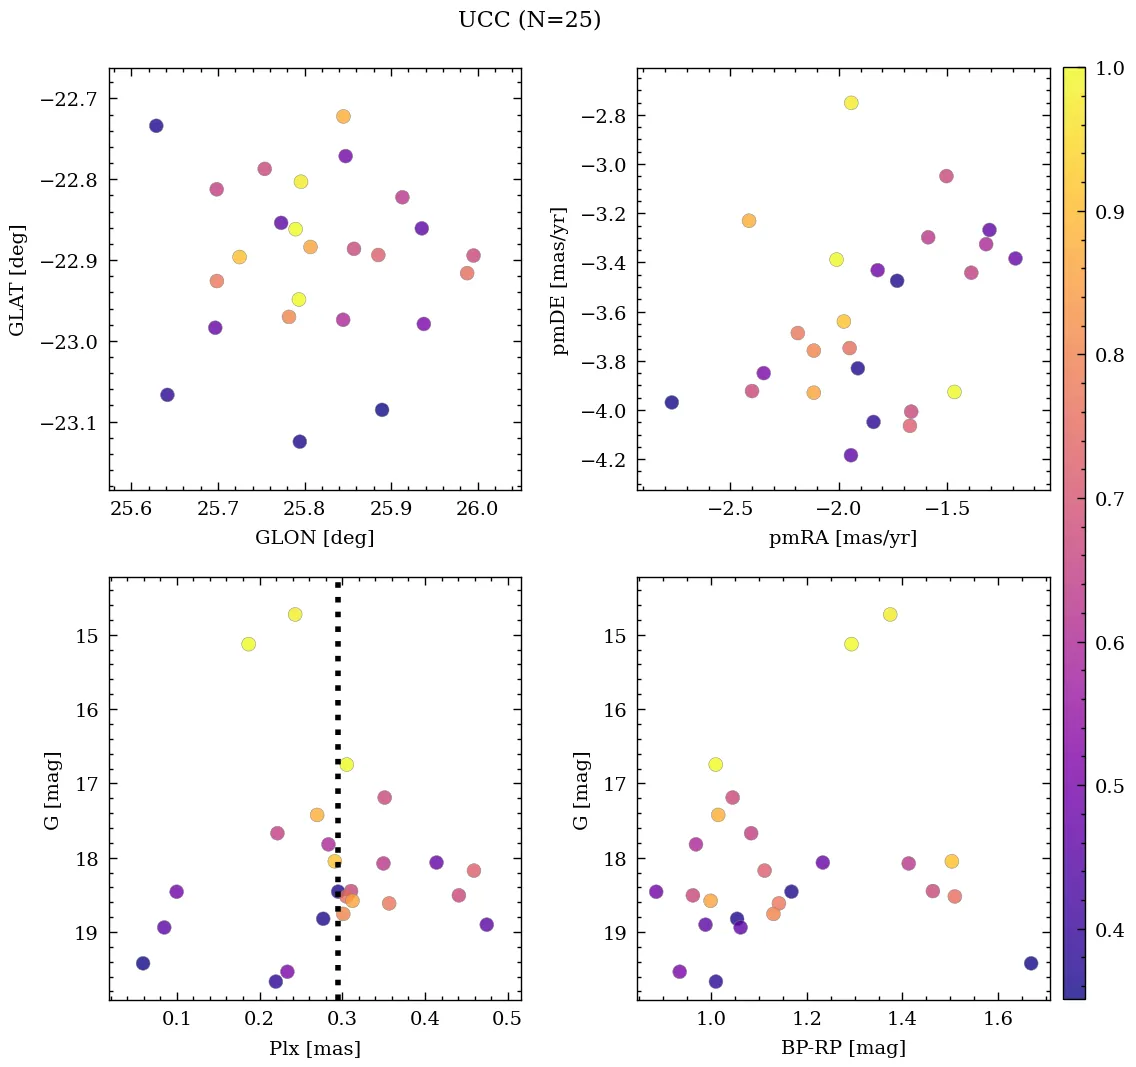 UCC (N=25)
−22.7
−22.8
−22.9
−23.0
−23.1
GLAT [deg]
25.6 25.7 25.8 25.9 26.0
GLON [deg]
−2.8
−3.0
−3.2
−3.4
−3.6
−3.8
−4.0
−4.2
pmDE [mas/yr]
−2.5 −2.0 −1.5
pmRA [mas/yr]
15
16
17
18
19
G [mag]
0.1 0.2 0.3 0.4 0.5
Plx [mas]
15
16
17
18
19
G [mag]
1.0 1.2 1.4 1.6
BP-RP [mag]
1.0
0.9
0.8
0.7
0.6
0.5
0.4